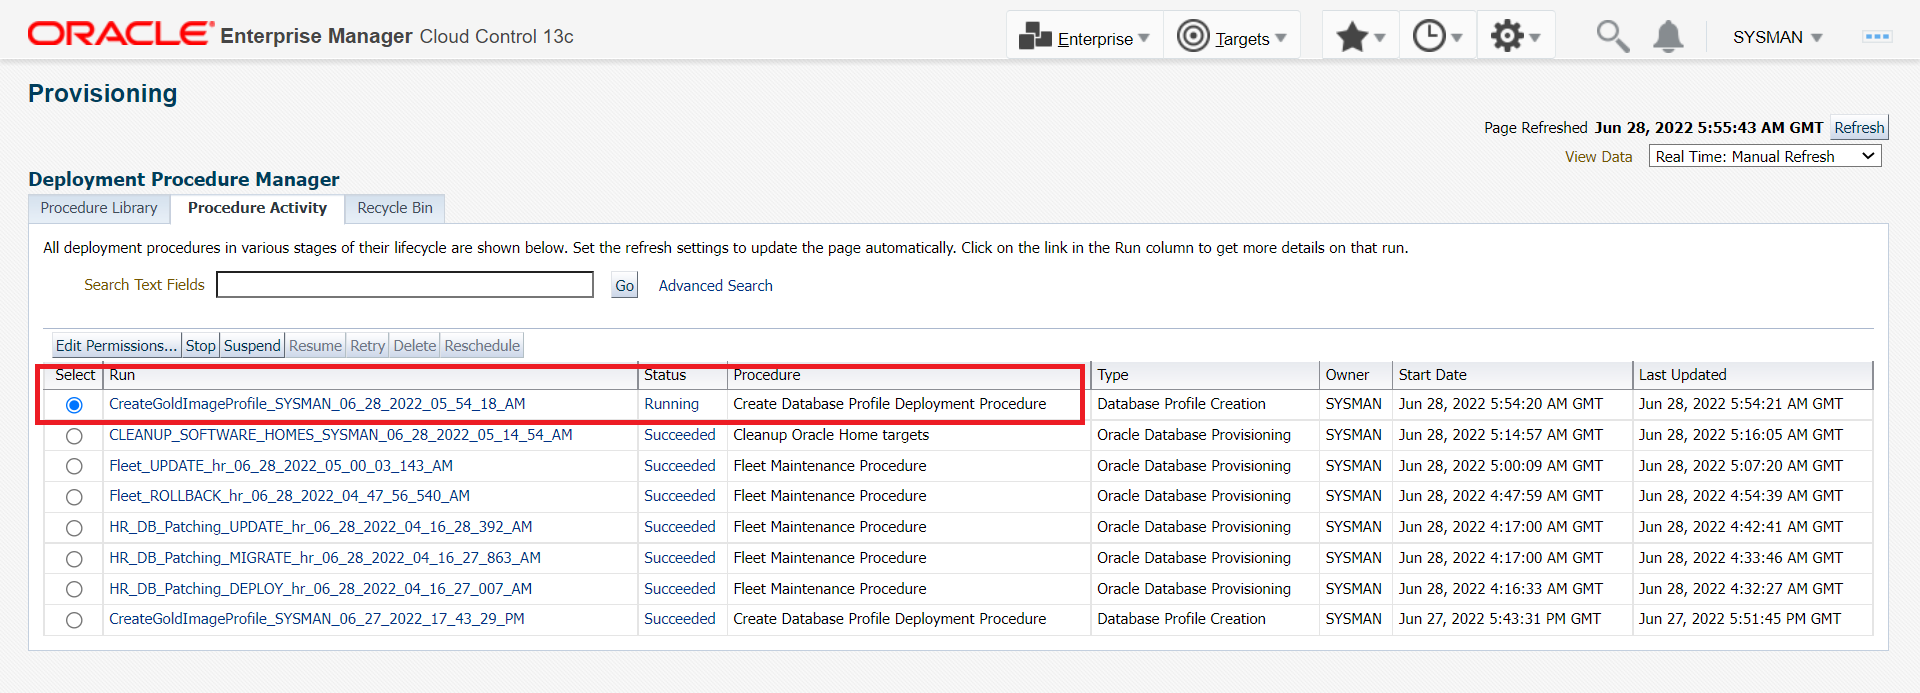 ORACLE Enterprise Manager Cloud Control 13c Enterprise Targets SYSMAN
Provisioning
Page Refreshed Jun 28, 2022 5:55:43 AM GMT Refresh
View Data Real Time: Manual Refresh
Deployment Procedure Manager
Procedure Library Procedure Activity Recycle Bin
All deployment procedures in various stages of their lifecycle are shown below. Set the refresh settings to update the page automatically. Click on the link in the Run column to get more details on that run.
Search Text Fields Go Advanced Search
Edit Permissions... Stop Suspend Resume Retry Delete Reschedule
Select Run Status Procedure Type Owner Start Date Last Updated
CreateGoldImageProfile_SYSMAN_06_28_2022_05_54_18_AM Running Create Database Profile Deployment Procedure Database Profile Creation SYSMAN Jun 28, 2022 5:54:20 AM GMT Jun 28, 2022 5:54:21 AM GMT
CLEANUP_SOFTWARE_HOMES_SYSMAN_06_28_2022_05_14_54_AM Succeeded Cleanup Oracle Home targets Oracle Database Provisioning SYSMAN Jun 28, 2022 5:14:57 AM GMT Jun 28, 2022 5:16:05 AM GMT
Fleet_UPDATE_hr_06_28_2022_05_00_03_143_AM Succeeded Fleet Maintenance Procedure Oracle Database Provisioning SYSMAN Jun 28, 2022 5:00:09 AM GMT Jun 28, 2022 5:07:20 AM GMT
Fleet_ROLLBACK_hr_06_28_2022_04_47_56_540_AM Succeeded Fleet Maintenance Procedure Oracle Database Provisioning SYSMAN Jun 28, 2022 4:47:59 AM GMT Jun 28, 2022 4:54:39 AM GMT
HR_DB_Patching_UPDATE_hr_06_28_2022_04_16_28_392_AM Succeeded Fleet Maintenance Procedure Oracle Database Provisioning SYSMAN Jun 28, 2022 4:17:00 AM GMT Jun 28, 2022 4:42:41 AM GMT
HR_DB_Patching_MIGRATE_hr_06_28_2022_04_16_27_863_AM Succeeded Fleet Maintenance Procedure Oracle Database Provisioning SYSMAN Jun 28, 2022 4:17:00 AM GMT Jun 28, 2022 4:33:46 AM GMT
HR_DB_Patching_DEPLOY_hr_06_28_2022_04_16_27_007_AM Succeeded Fleet Maintenance Procedure Oracle Database Provisioning SYSMAN Jun 28, 2022 4:16:33 AM GMT Jun 28, 2022 4:32:27 AM GMT
CreateGoldImageProfile_SYSMAN_06_27_2022_17_43_29_PM Succeeded Create Database Profile Deployment Procedure Database Profile Creation SYSMAN Jun 27, 2022 5:43:31 PM GMT Jun 27, 2022 5:51:45 PM GMT